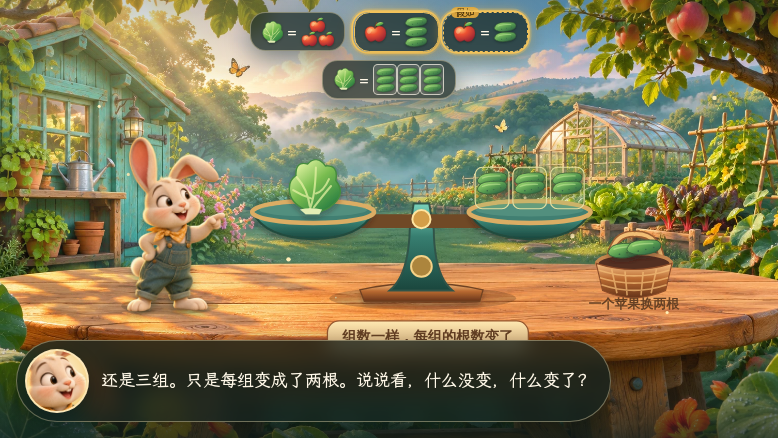 =
=
=
=
一个苹果换两根
组数一样，每组的根数变了
还是三组。只是每组变成了两根。说说看，什么没变，什么变了？